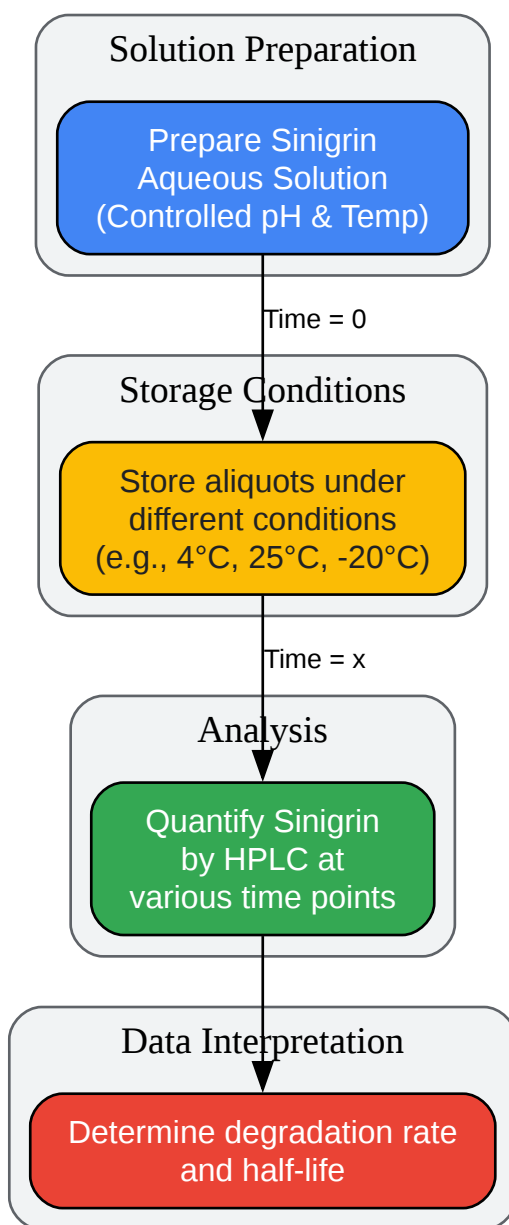 Solution Preparation
Prepare Sinigrin
Aqueous Solution
(Controlled pH & Temp)
Time = 0
Storage Conditions
Store aliquots under
different conditions
(e.g., 4°C, 25°C, -20°C)
Time = x
Analysis
Quantify Sinigrin
by HPLC at
various time points
Data Interpretation
Determine degradation rate
and half-life